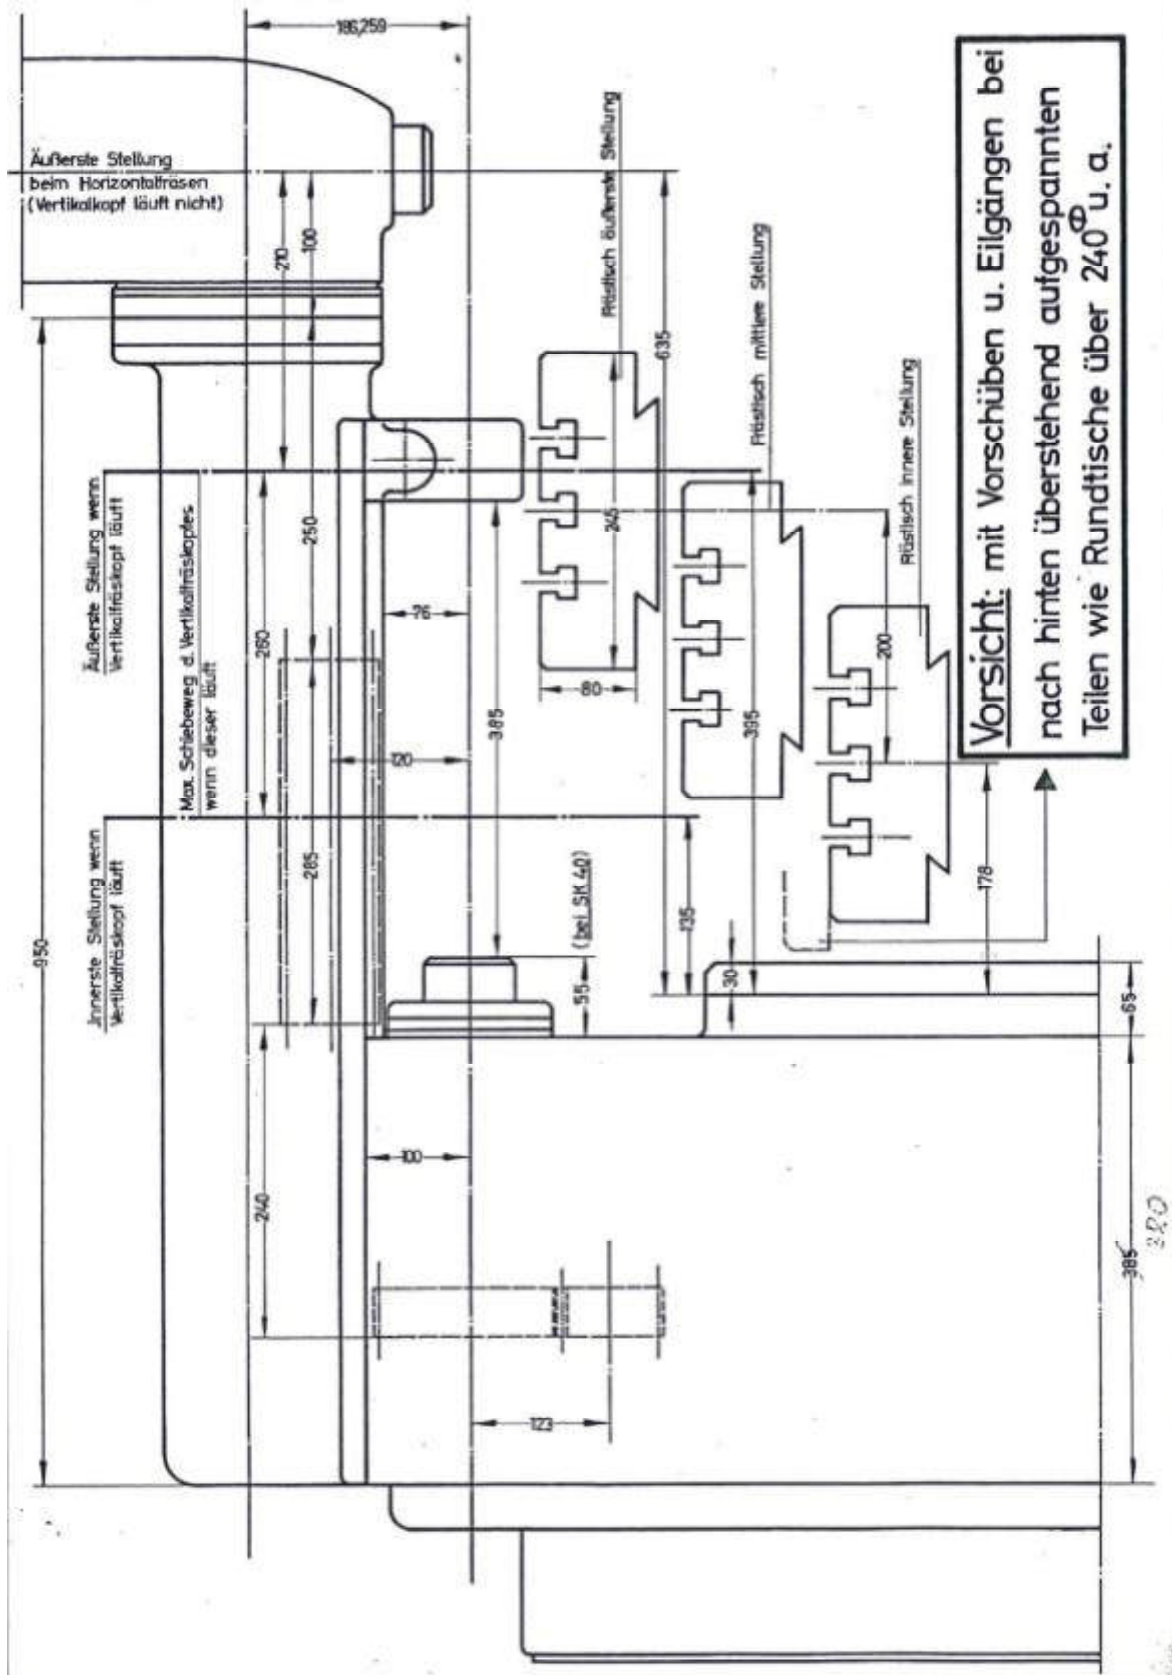 186,259
Äußerste Stellung
beim Horizontalfräsen
(Vertikalkopf läuft nicht)
210
100
Frästisch äußerste Stellung
635
Frästisch mittlere Stellung
Frästisch innere Stellung
Vorsicht: mit Vorschüben u. Eilgängen bei
nach hinten überstehend aufgespannten
Teilen wie Rundtische über 240 Φ u. a.
950
Äußerste Stellung wenn
Vertikalfräskopf läuft
Max. Schiebeweg d. Vertikalfräskopfes
wenn dieser läuft
Jnnerste Stellung wenn
Vertikalfräskopf läuft
260
250
76
245
80
385
395
200
120
285
178
135
55
(bei SK 40)
30
65
240
100
123
385
380